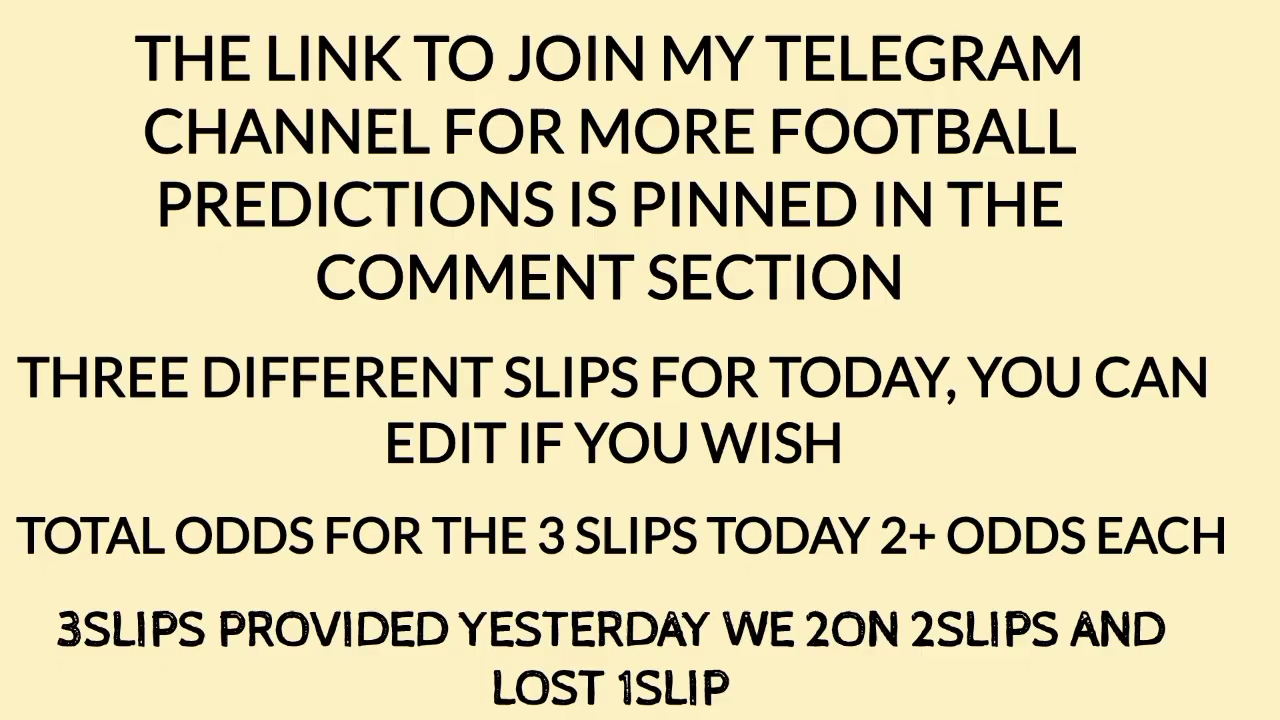 THE LINK TO JOIN MY TELEGRAM
CHANNEL FOR MORE FOOTBALL
PREDICTIONS IS PINNED IN THE
COMMENT SECTION
THREE DIFFERENT SLIPS FOR TODAY, YOU CAN
EDIT IF YOU WISH
TOTAL ODDS FOR THE 3 SLIPS TODAY 2+ ODDS EACH
3SLIPS PROVIDED YESTERDAY WE 2ON 2SLIPS AND
LOST 1SLIP